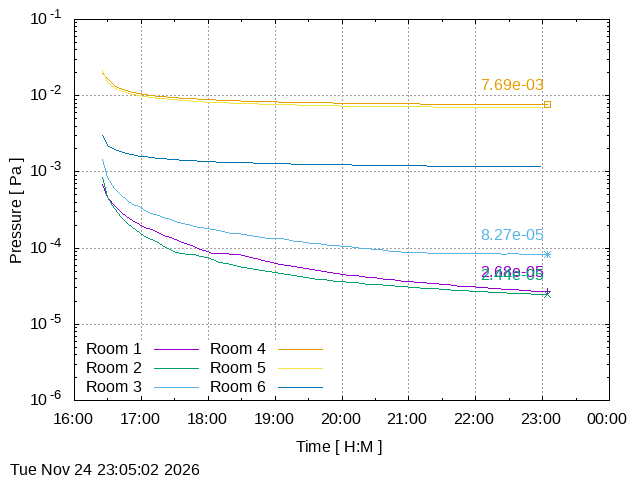 10^-1
10^-2
10^-3
10^-4
10^-5
10^-6
Pressure [ Pa ]
7.69e-03
8.27e-05
2.68e-05
2.44e-05
Room 1 Room 4
Room 2 Room 5
Room 3 Room 6
16:00 17:00 18:00 19:00 20:00 21:00 22:00 23:00 00:00
Time [ H:M ]
Tue Nov 24 23:05:02 2026